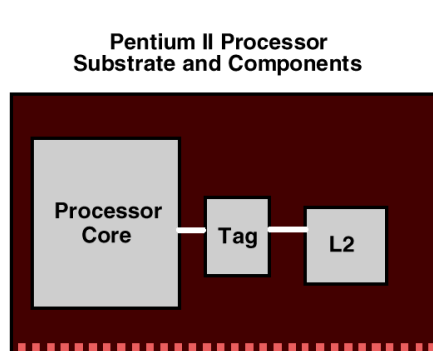 Pentium II Processor
Substrate and Components
Processor
Core
Tag
L2